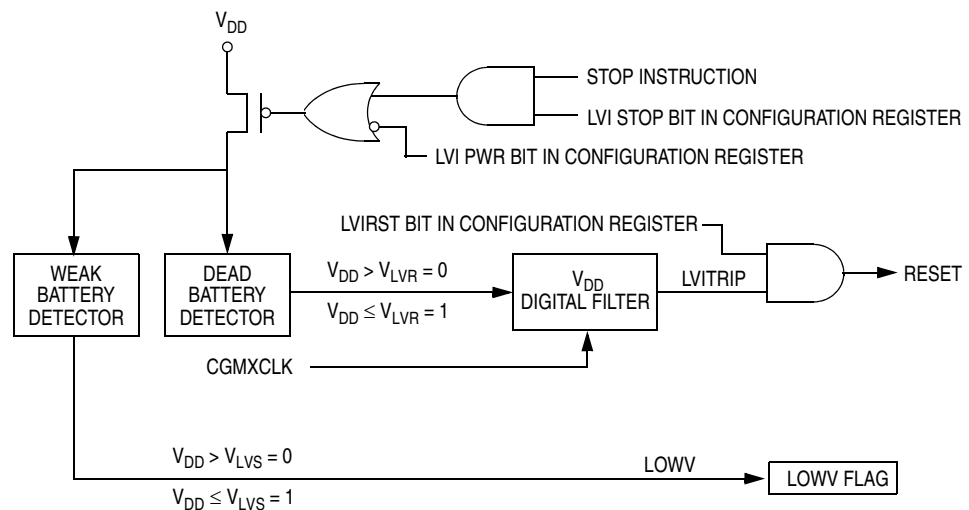 VDD
STOP INSTRUCTION
LVI STOP BIT IN CONFIGURATION REGISTER
LVI PWR BIT IN CONFIGURATION REGISTER
LVIRST BIT IN CONFIGURATION REGISTER
WEAK
BATTERY
DETECTOR
DEAD
BATTERY
DETECTOR
VDD > VLVR = 0
VDD ≤ VLVR = 1
VDD
DIGITAL FILTER
LVITRIP
RESET
CGMXCLK
VDD > VLVS = 0
VDD ≤ VLVS = 1
LOWV
LOWV FLAG